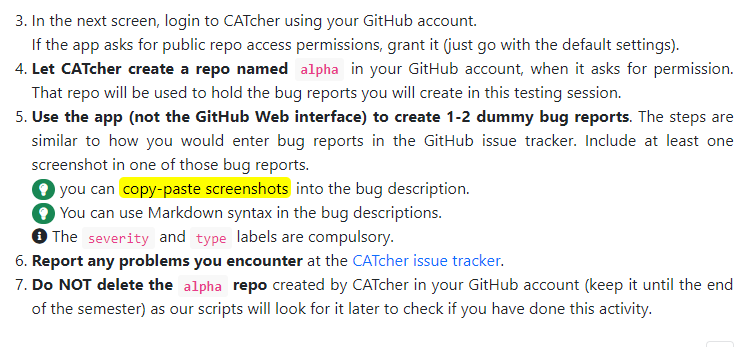 3. In the next screen, login to CATcher using your GitHub account.
If the app asks for public repo access permissions, grant it (just go with the default settings).
4. Let CATcher create a repo named alpha in your GitHub account, when it asks for permission.
That repo will be used to hold the bug reports you will create in this testing session.
5. Use the app (not the GitHub Web interface) to create 1-2 dummy bug reports. The steps are
similar to how you would enter bug reports in the GitHub issue tracker. Include at least one
screenshot in one of those bug reports.
you can copy-paste screenshots into the bug description.
You can use Markdown syntax in the bug descriptions.
The severity and type labels are compulsory.
6. Report any problems you encounter at the CATcher issue tracker.
7. Do NOT delete the alpha repo created by CATcher in your GitHub account (keep it until the end
of the semester) as our scripts will look for it later to check if you have done this activity.